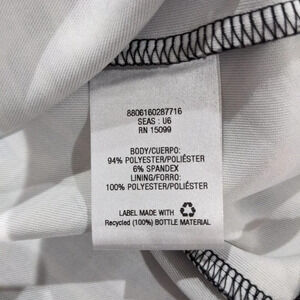 8806160287716
SEAS : U6
RN 15099
BODY/CUERPO:
94% POLYESTER/POLIÉSTER
6% SPANDEX
LINING/FORRO:
100% POLYESTER/POLIÉSTER
LABEL MADE WITH
Recycled (100%) BOTTLE MATERIAL